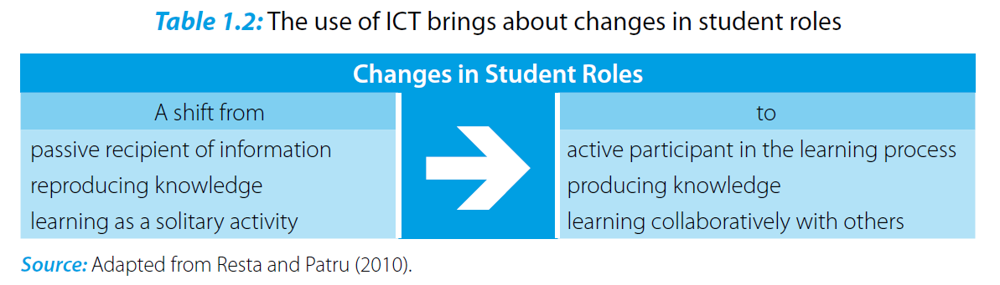 Table 1.2: The use of ICT brings about changes in student roles
Changes in Student Roles
A shift from
to
passive recipient of information
active participant in the learning process
reproducing knowledge
producing knowledge
learning as a solitary activity
learning collaboratively with others
Source: Adapted from Resta and Patru (2010).